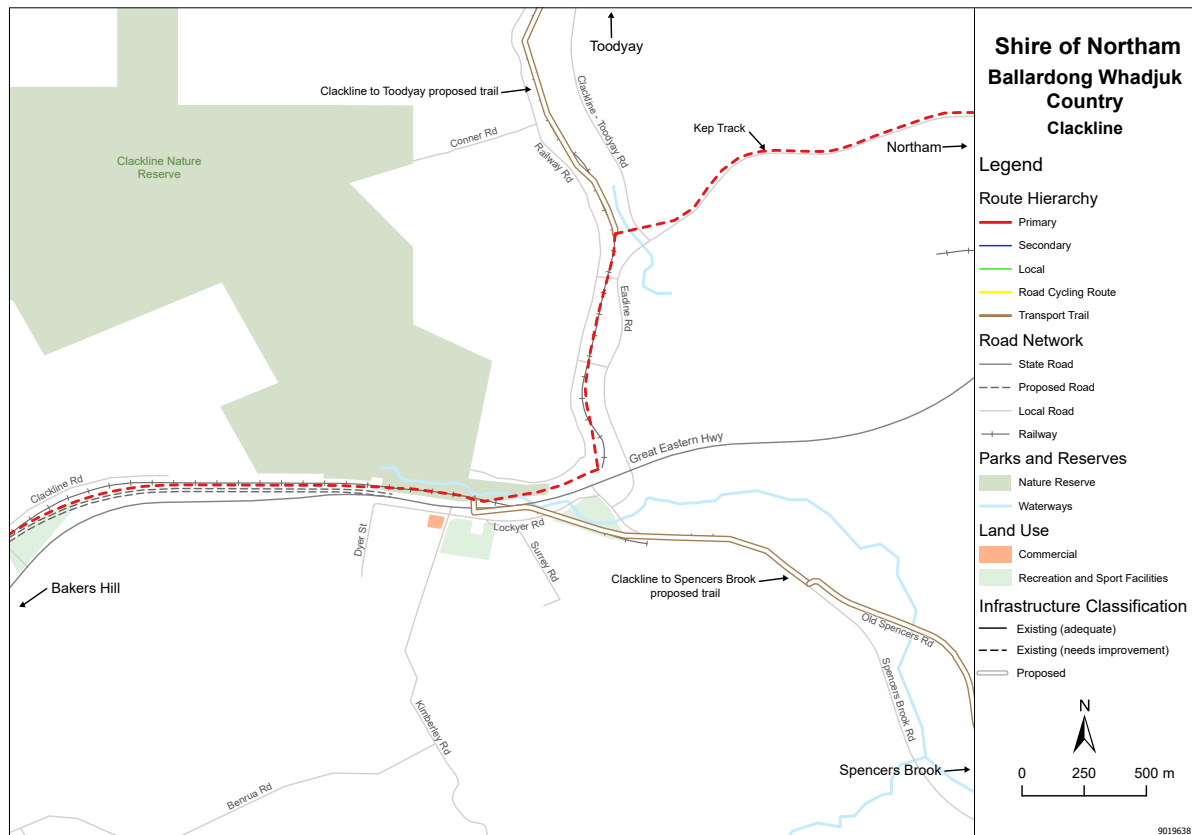 Toodyay
Clackline to Toodyay proposed trail
Clackline - Toodyay Rd
Kep Track
Conner Rd
Northam
Clackline Nature
Reserve
Railway Rd
Eadine Rd
Great Eastern Hwy
Clackline Rd
Lockyer Rd
Dyer St
Surrey Rd
Bakers Hill
Clackline to Spencers Brook
proposed trail
Old Spencers Rd
Spencers Brook Rd
Kimberley Rd
Spencers Brook
Benrua Rd
Shire of Northam
Ballardong Whadjuk
Country
Clackline
Legend
Route Hierarchy
Primary
Secondary
Local
Road Cycling Route
Transport Trail
Road Network
State Road
Proposed Road
Local Road
Railway
Parks and Reserves
Nature Reserve
Waterways
Land Use
Commercial
Recreation and Sport Facilities
Infrastructure Classification
Existing (adequate)
Existing (needs improvement)
Proposed
N
0 250 500 m
9019638